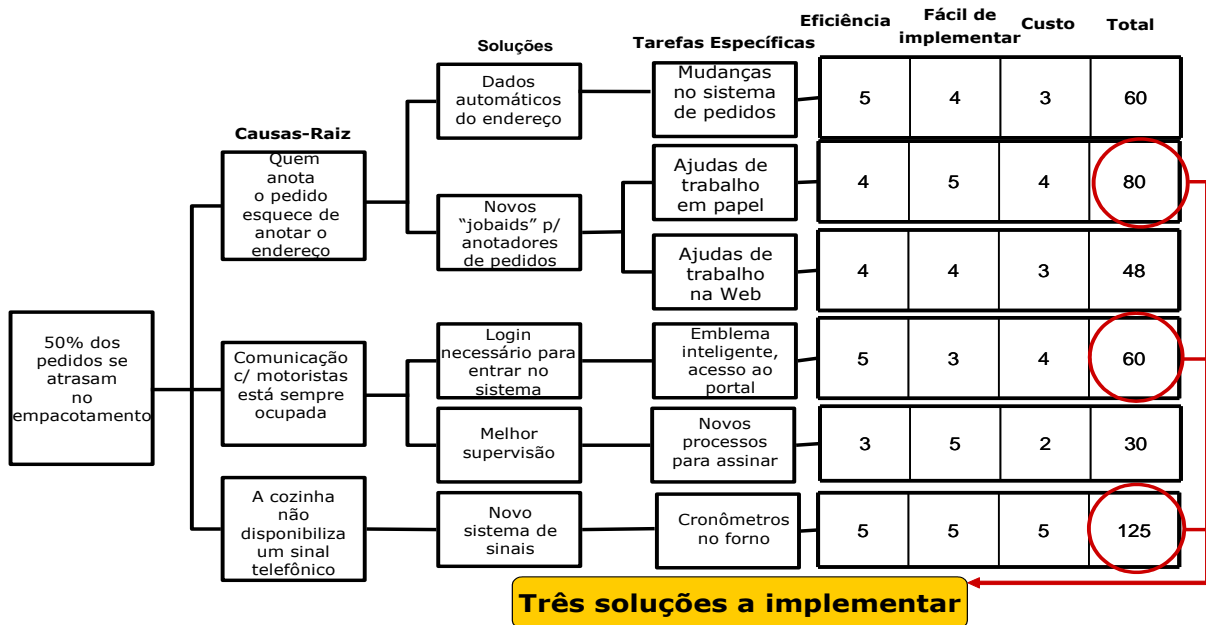 Eficiência
Fácil de
implementar
Custo
Total
Soluções
Tarefas Específicas
Causas-Raiz
50% dos
pedidos se
atrasam
no
empacotamento
Quem
anota
o pedido
esquece de
anotar o
endereço
Dados
automáticos
do endereço
Mudanças
no sistema
de pedidos
5 4 3 60
Novos
“jobaids” p/
anotadores
de pedidos
Ajudas de
trabalho
em papel
4 5 4 80
Ajudas de
trabalho
na Web
4 4 3 48
Comunicação
c/ motoristas
está sempre
ocupada
Login
necessário para
entrar no
sistema
Emblema
inteligente,
acesso ao
portal
5 3 4 60
Melhor
supervisão
Novos
processos
para assinar
3 5 2 30
A cozinha
não
disponibiliza
um sinal
telefônico
Novo
sistema de
sinais
Cronômetros
no forno
5 5 5 125
Três soluções a implementar